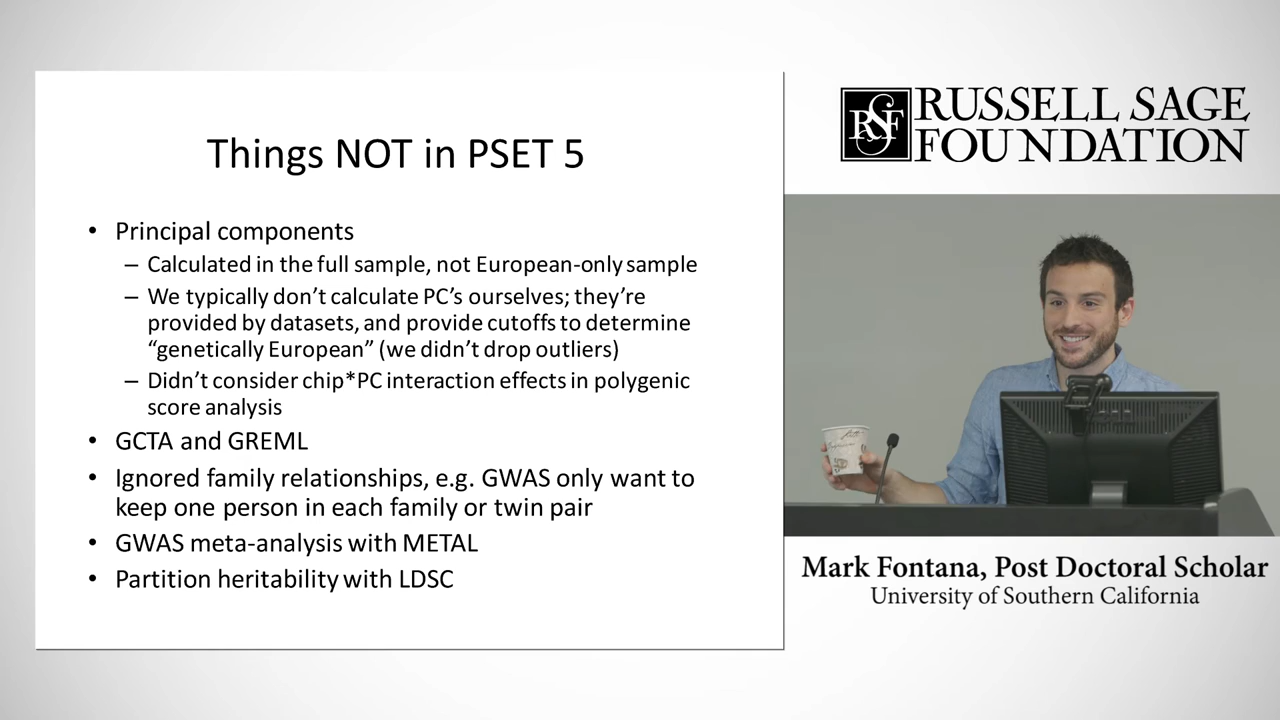 Things NOT in PSET 5
• Principal components
– Calculated in the full sample, not European-only sample
– We typically don’t calculate PC’s ourselves; they’re
provided by datasets, and provide cutoffs to determine
“genetically European” (we didn’t drop outliers)
– Didn’t consider chip*PC interaction effects in polygenic
score analysis
• GCTA and GREML
• Ignored family relationships, e.g. GWAS only want to
keep one person in each family or twin pair
• GWAS meta-analysis with METAL
• Partition heritability with LDSC
RSF
RUSSELL SAGE
FOUNDATION
Mark Fontana, Post Doctoral Scholar
University of Southern California